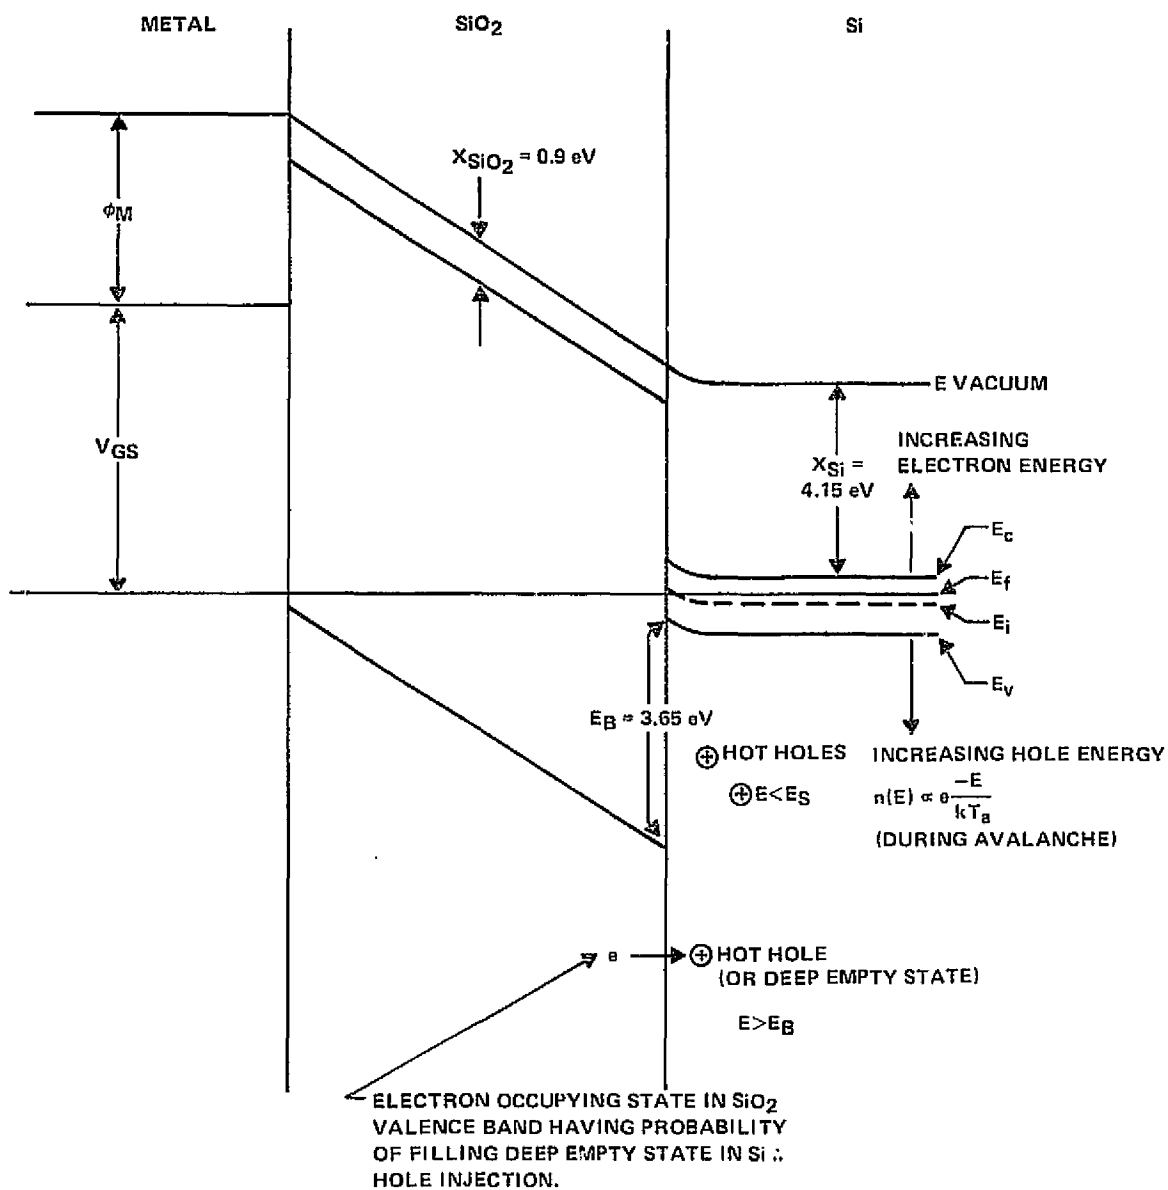 METAL
SiO2
Si
XSiO2 = 0.9 eV
ϕM
VGS
E VACUUM
XSi =
4.15 eV
INCREASING
ELECTRON ENERGY
Ec
Ef
Ei
Ev
EB = 3.65 eV
⊕ HOT HOLES
⊕ E<ES
INCREASING HOLE ENERGY
n(E) ∝ e -E/kTa
(DURING AVALANCHE)
e
⊕ HOT HOLE
(OR DEEP EMPTY STATE)
E>EB
ELECTRON OCCUPYING STATE IN SiO2
VALENCE BAND HAVING PROBABILITY
OF FILLING DEEP EMPTY STATE IN Si ∴
HOLE INJECTION.